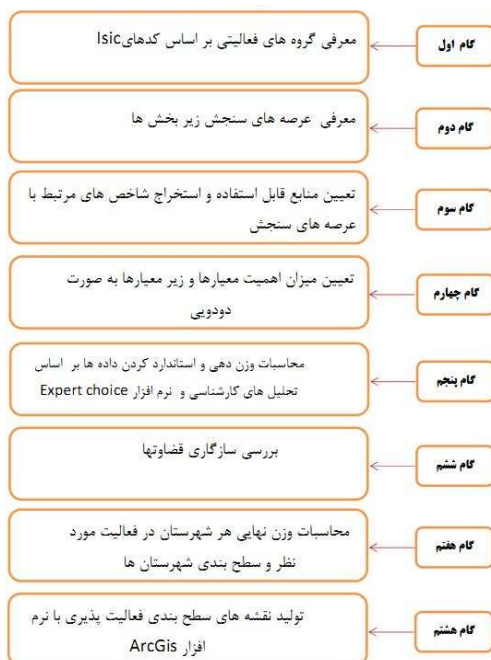 گام اول
معرفی گروه های فعالیتی بر اساس کدهایIsic
گام دوم
معرفی عرصه های سنجش زیر بخش ها
گام سوم
تعیین منابع قابل استفاده و استخراج شاخص های مرتبط با
عرصه های سنجش
گام چهارم
تعیین میزان اهمیت معیارها و زیر معیارها به صورت
دودویی
گام پنجم
محاسبات وزن دهی و استاندارد کردن داده ها بر اساس
تحلیل های کارشناسی و نرم افزار Expert choice
گام ششم
بررسی سازگاری قضاوتها
گام هفتم
محاسبات وزن نهایی هر شهرستان در فعالیت مورد
نظر و سطح بندی شهرستان ها
گام هشتم
تولید نقشه های سطح بندی فعالیت پذیری با نرم
افزار ArcGis